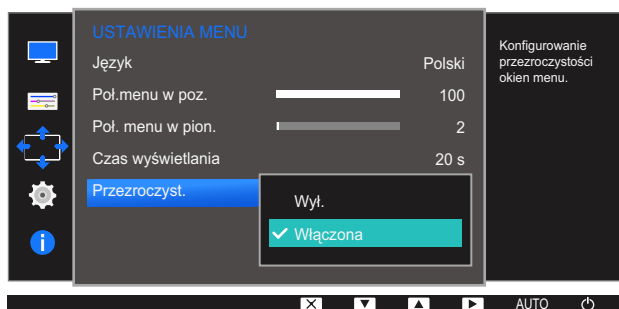 USTAWIENIA MENU
Język Polski
Poł.menu w poz. 100
Poł. menu w pion. 2
Czas wyświetlania 20 s
Przezroczyst.
Wył.
Włączona
Konfigurowanie
przezroczystości
okien menu.
AUTO